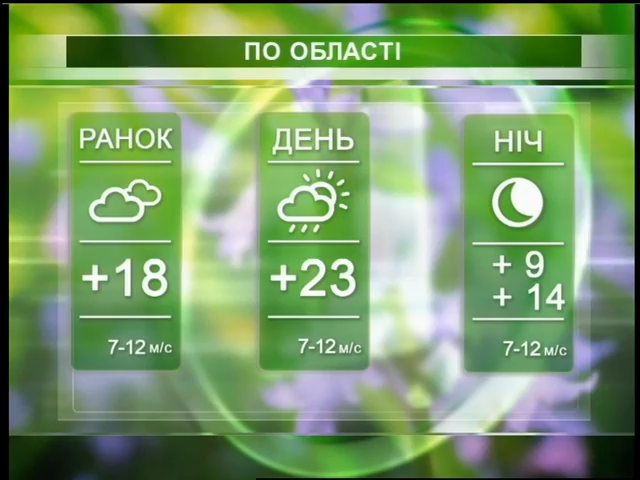 ПО ОБЛАСТІ
РАНОК
+18
7-12 м/с
ДЕНЬ
+23
7-12 м/с
НІЧ
+ 9
+ 14
7-12 м/с